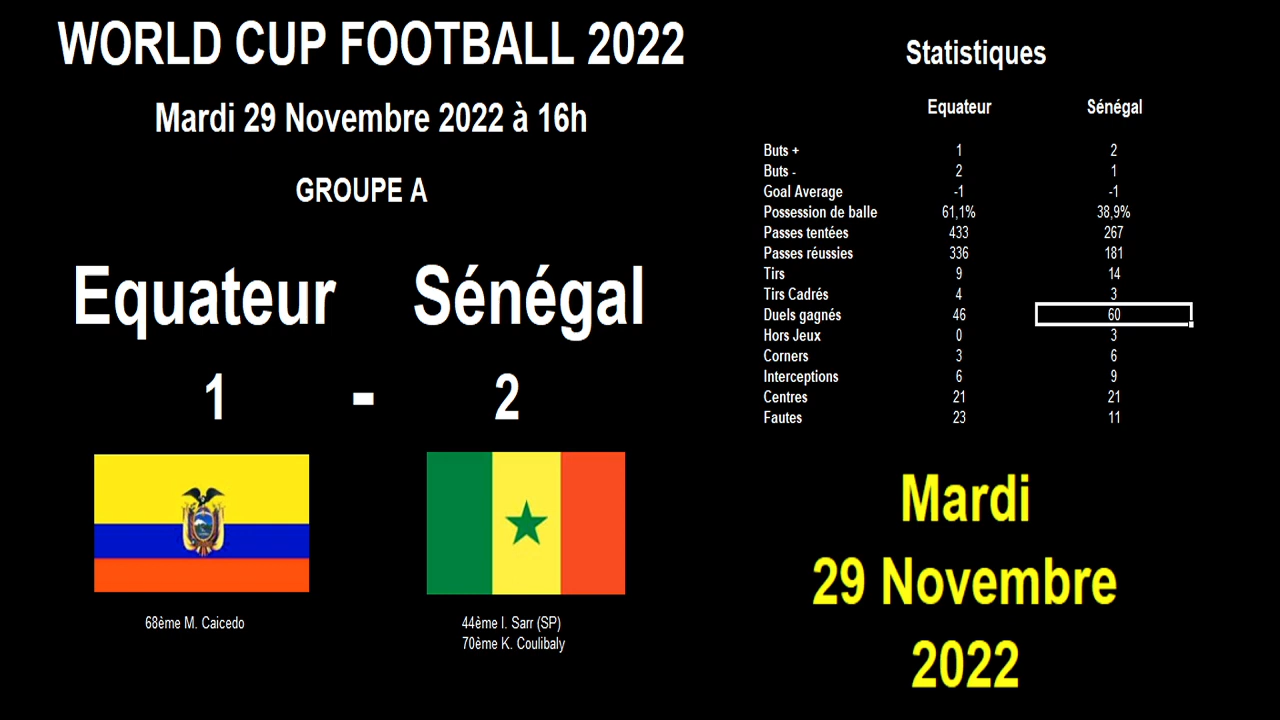 WORLD CUP FOOTBALL 2022
Mardi 29 Novembre 2022 à 16h
GROUPE A
Equateur Sénégal
1 - 2
68ème M. Caicedo
44ème I. Sarr (SP)
70ème K. Coulibaly
Statistiques
Equateur Sénégal
Buts + 1 2
Buts - 2 1
Goal Average -1 -1
Possession de balle 61,1% 38,9%
Passes tentées 433 267
Passes réussies 336 181
Tirs 9 14
Tirs Cadrés 4 3
Duels gagnés 46 60
Hors Jeux 0 3
Corners 3 6
Interceptions 6 9
Centres 21 21
Fautes 23 11
Mardi
29 Novembre
2022